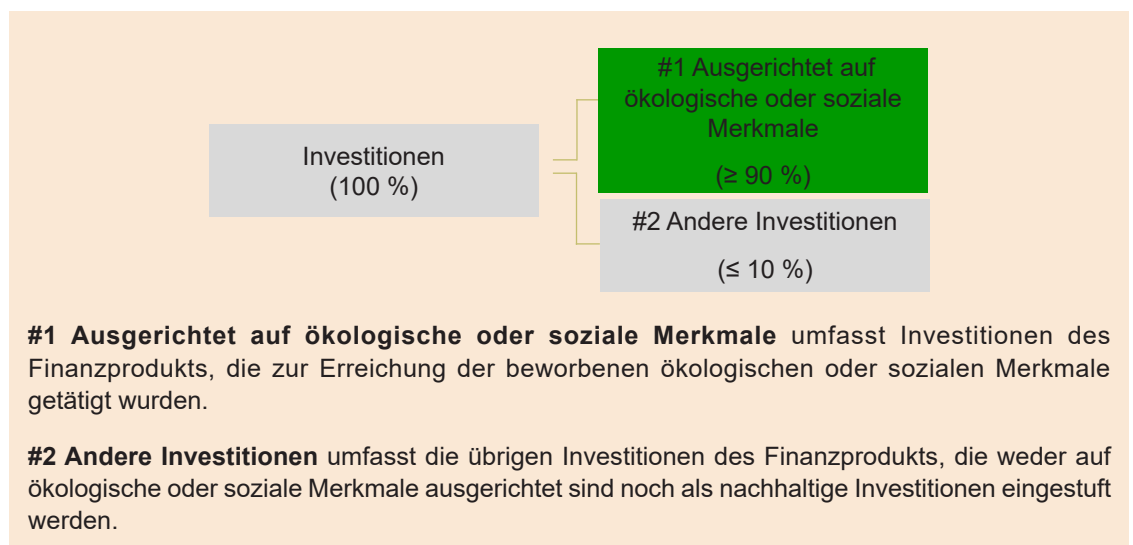 #1 Ausgerichtet auf
ökologische oder soziale
Merkmale
(≥ 90 %)
Investitionen
(100 %)
#2 Andere Investitionen
(≤ 10 %)
#1 Ausgerichtet auf ökologische oder soziale Merkmale umfasst Investitionen des
Finanzprodukts, die zur Erreichung der beworbenen ökologischen oder sozialen Merkmale
getätigt wurden.
#2 Andere Investitionen umfasst die übrigen Investitionen des Finanzprodukts, die weder auf
ökologische oder soziale Merkmale ausgerichtet sind noch als nachhaltige Investitionen eingestuft
werden.